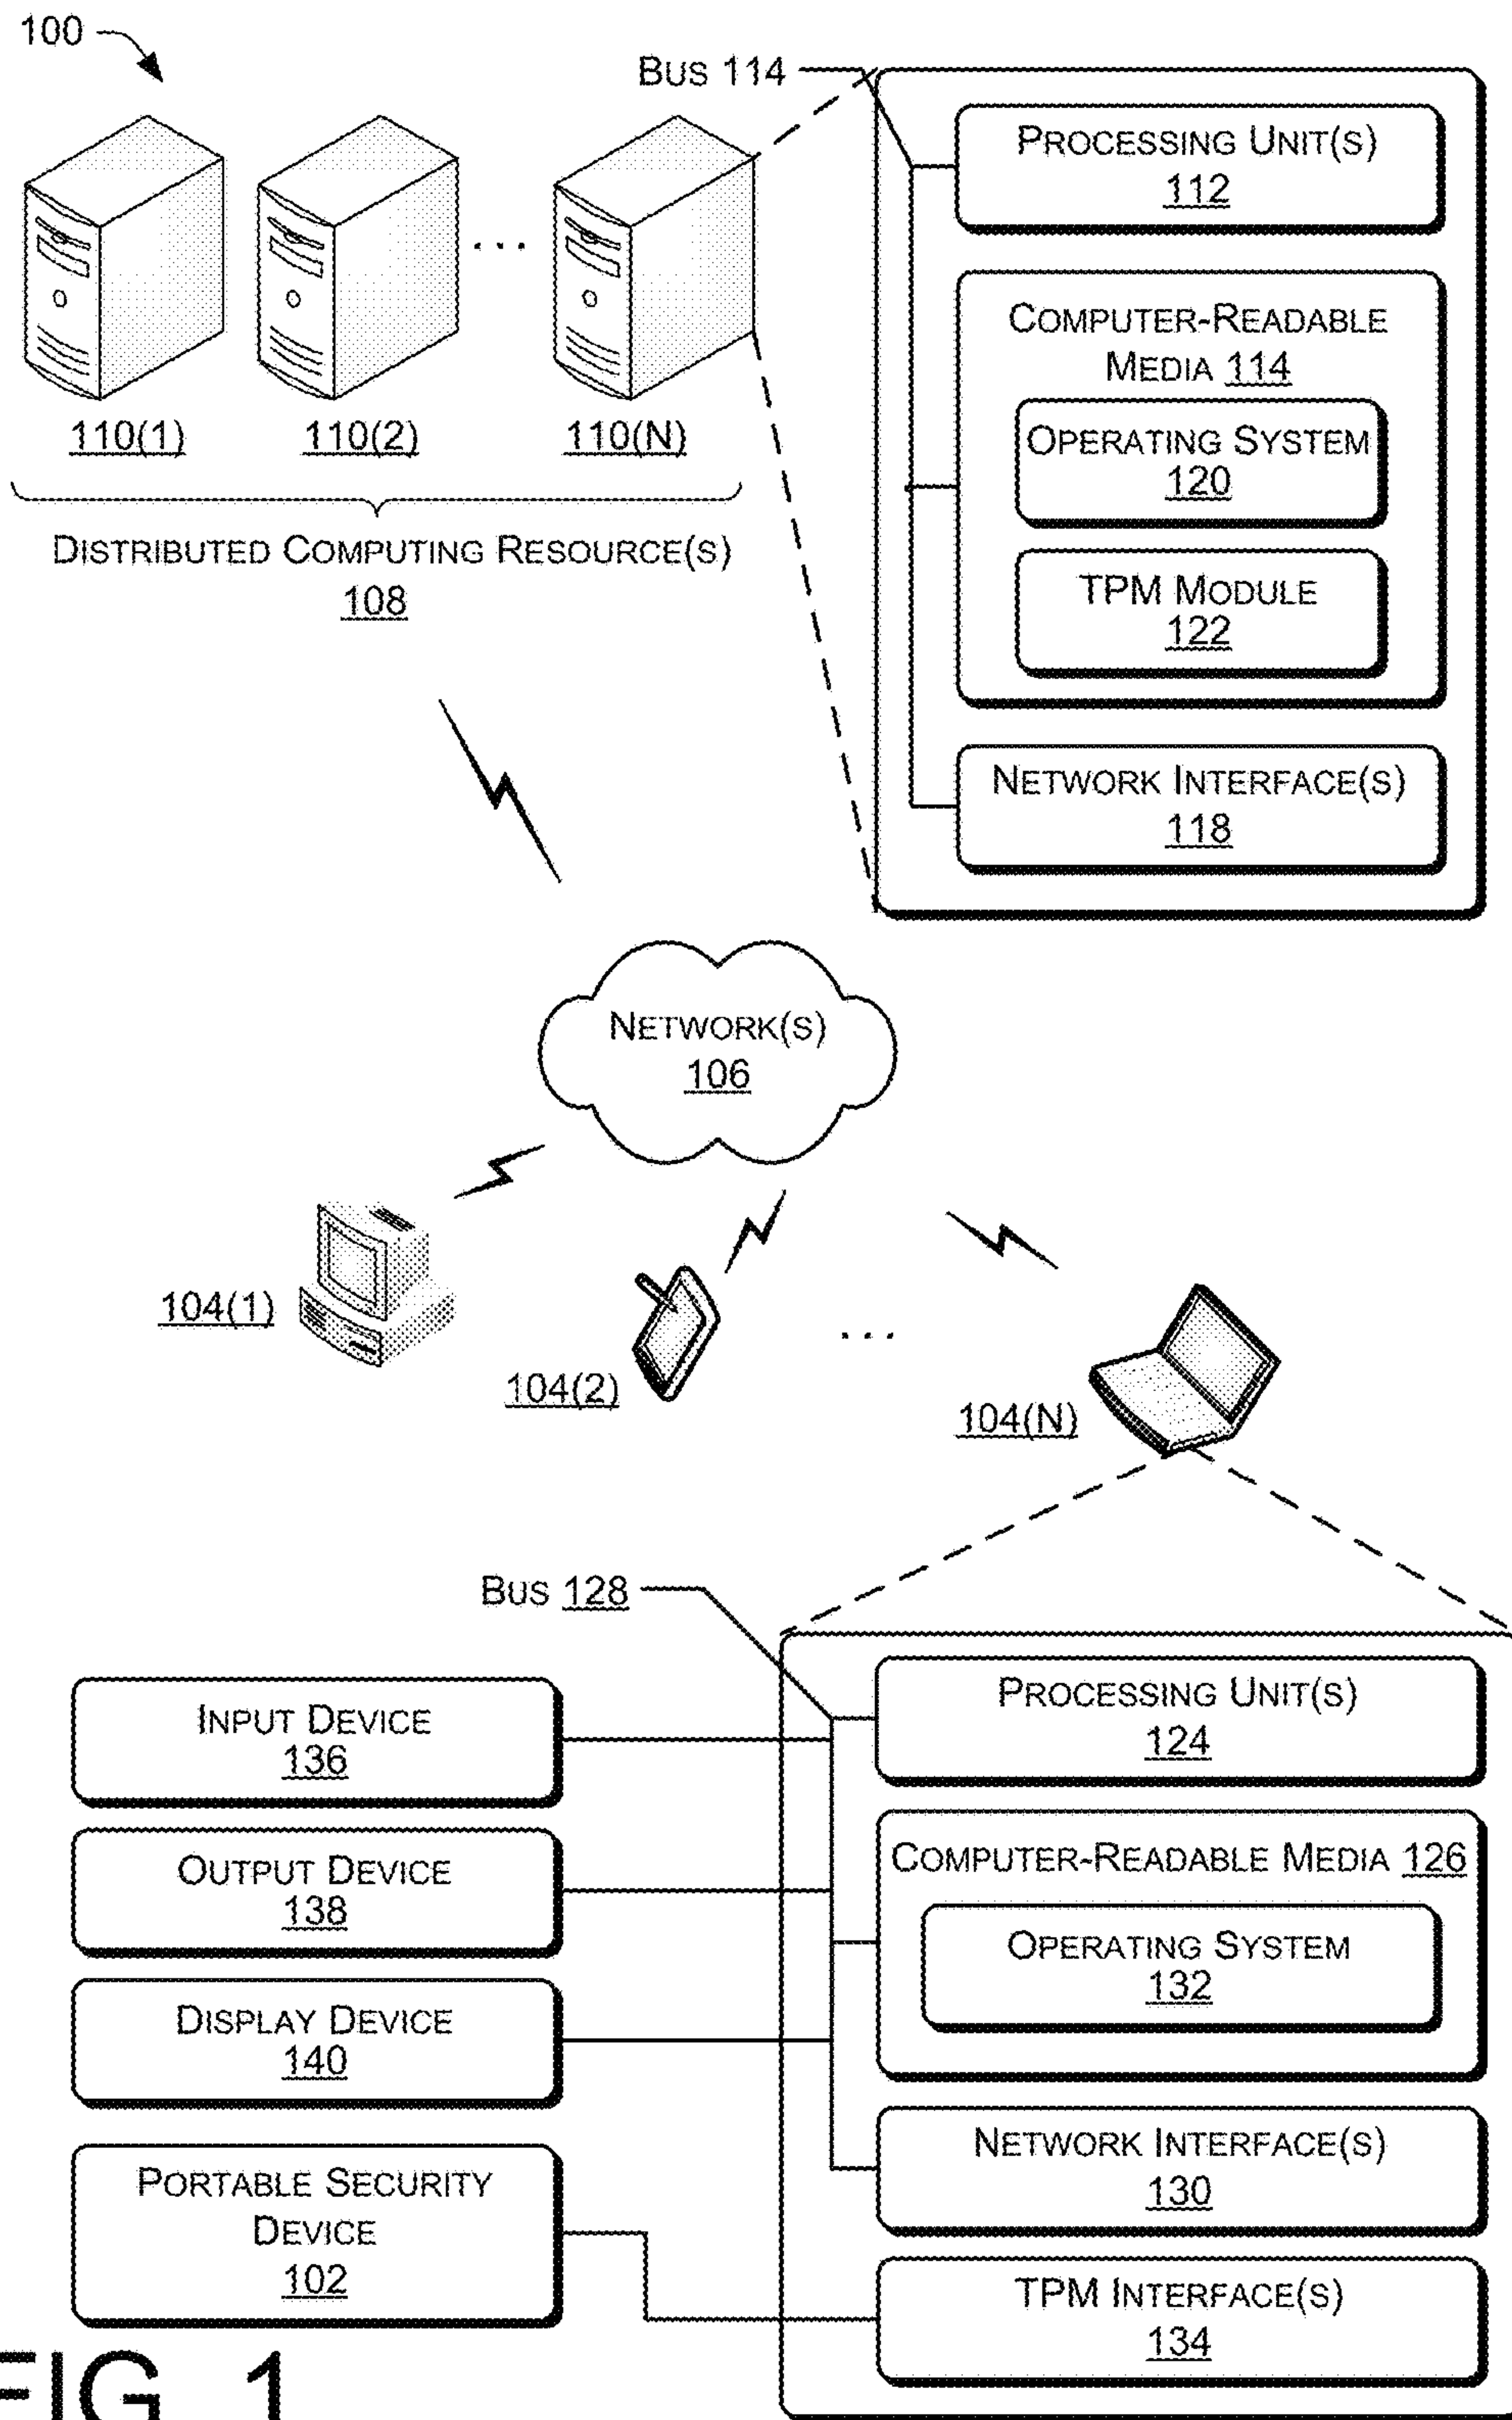 100
BUS 114
PROCESSING UNIT(S)
112
COMPUTER-READABLE
MEDIA 114
OPERATING SYSTEM
120
TPM MODULE
122
NETWORK INTERFACE(S)
118
110(1)
110(2)
...
110(N)
DISTRIBUTED COMPUTING RESOURCE(S)
108
NETWORK(S)
106
104(1)
104(2)
...
104(N)
BUS 128
INPUT DEVICE
136
OUTPUT DEVICE
138
DISPLAY DEVICE
140
PORTABLE SECURITY
DEVICE
102
PROCESSING UNIT(S)
124
COMPUTER-READABLE MEDIA 126
OPERATING SYSTEM
132
NETWORK INTERFACE(S)
130
TPM INTERFACE(S)
134
FIG. 1